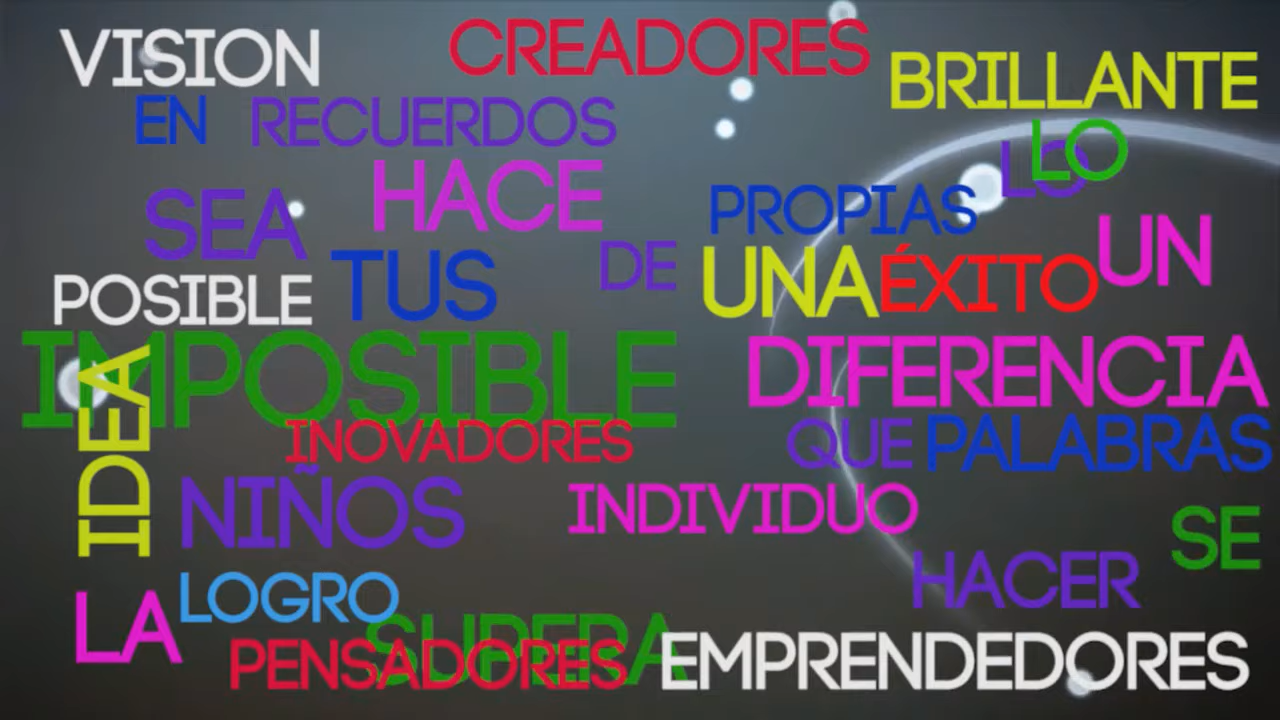 VISION
CREADORES
BRILLANTE
EN
RECUERDOS
LO
LO
HACE
SEA
PROPIAS
UN
DE
TUS
UNA
ÉXITO
POSIBLE
IMPOSIBLE
DIFERENCIA
IDEA
INOVADORES
QUE
PALABRAS
NIÑOS
INDIVIDUO
SE
HACER
LOGRO
LA
SUPERA
PENSADORES
EMPRENDEDORES